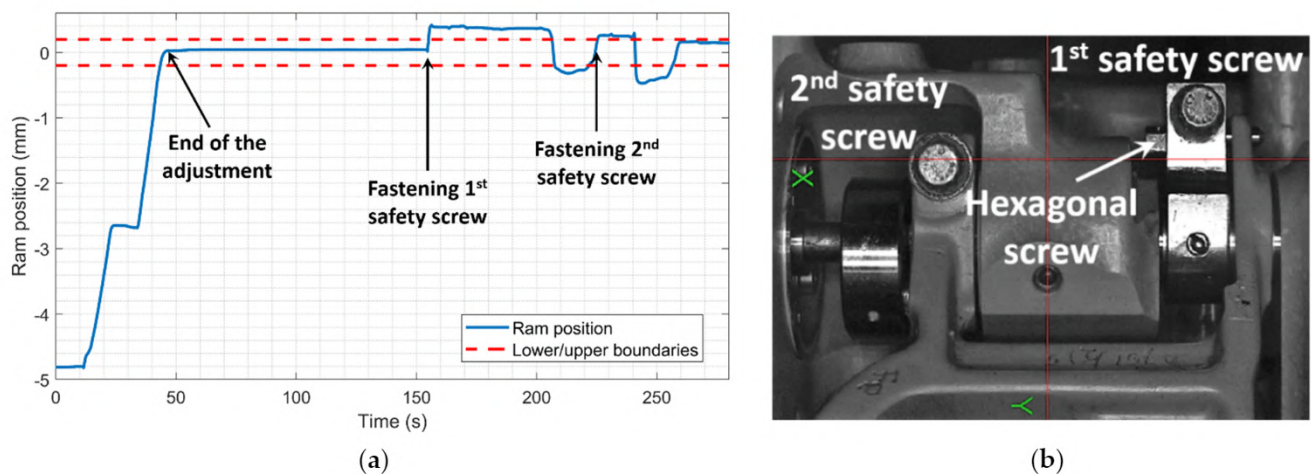 0
-1
-2
-3
-4
-5
Ram position (mm)
0
50
100
150
200
250
Time (s)
End of the
adjustment
Fastening 1st
safety screw
Fastening 2nd
safety screw
Ram position
Lower/upper boundaries
(a)
1st safety screw
2nd safety
screw
X
Hexagonal
screw
Y
(b)